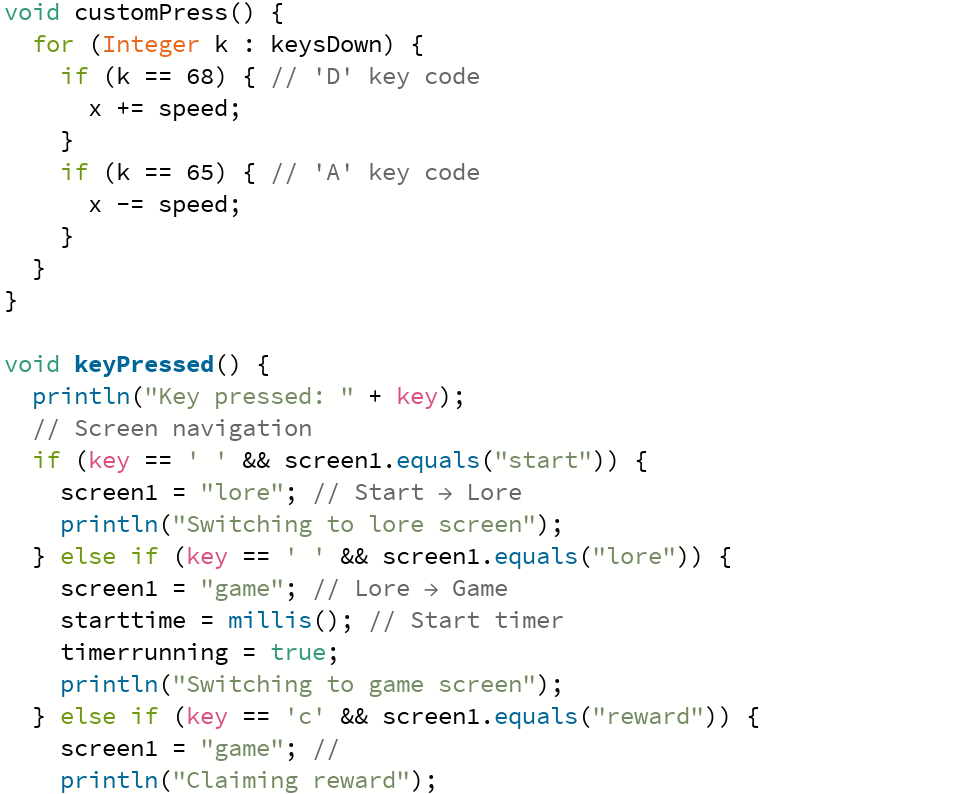 void customPress() {
  for (Integer k : keysDown) {
    if (k == 68) { // 'D' key code
      x += speed;
    }
    if (k == 65) { // 'A' key code
      x -= speed;
    }
  }
}

void keyPressed() {
  println("Key pressed: " + key);
  // Screen navigation
  if (key == ' ' && screen1.equals("start")) {
    screen1 = "lore"; // Start → Lore
    println("Switching to lore screen");
  } else if (key == ' ' && screen1.equals("lore")) {
    screen1 = "game"; // Lore → Game
    starttime = millis(); // Start timer
    timerrunning = true;
    println("Switching to game screen");
  } else if (key == 'c' && screen1.equals("reward")) {
    screen1 = "game"; //
    println("Claiming reward");